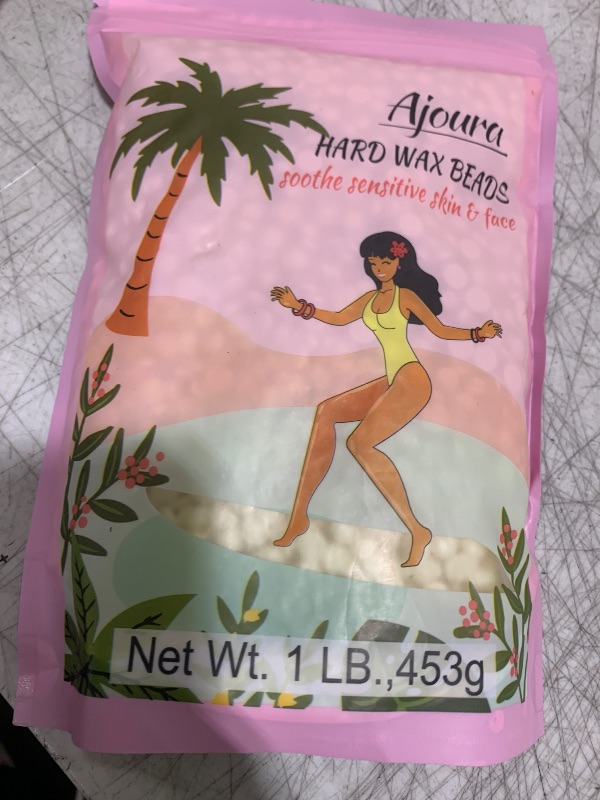 Ajoura
HARD WAX BEADS
soothe sensitive skin & face
Net Wt. 1 LB.,453g